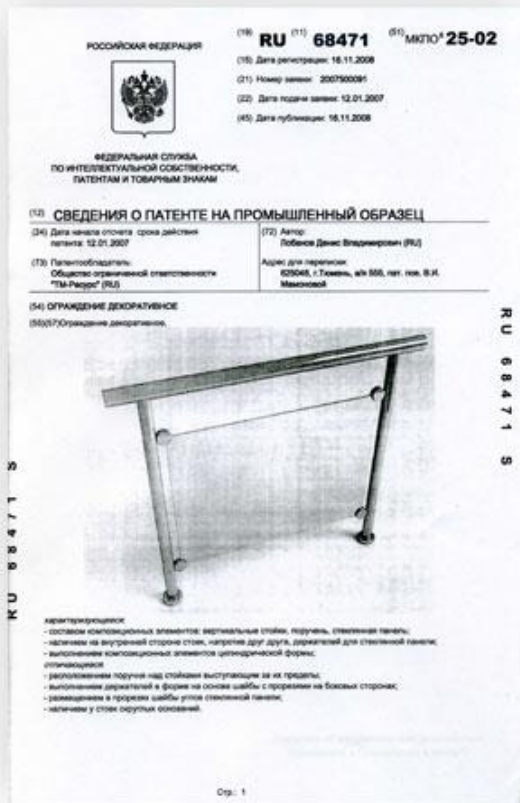 РОССИЙСКАЯ ФЕДЕРАЦИЯ
(19) RU (11) 68471 (51) МКПО⁸ 25-02
(15) Дата регистрации: 16.11.2008
(21) Номер заявки: 2007500091
(22) Дата подачи заявки: 12.01.2007
(45) Дата публикации: 16.11.2008
ФЕДЕРАЛЬНАЯ СЛУЖБА
ПО ИНТЕЛЛЕКТУАЛЬНОЙ СОБСТВЕННОСТИ,
ПАТЕНТАМ И ТОВАРНЫМ ЗНАКАМ
(12) СВЕДЕНИЯ О ПАТЕНТЕ НА ПРОМЫШЛЕННЫЙ ОБРАЗЕЦ
(24) Дата начала отсчета срока действия
патента: 12.01.2007
(73) Патентообладатель:
Общество ограниченной ответственности
"ТМ-Ресурс" (RU)
(72) Автор:
Лобанов Денис Владимирович (RU)
Адрес для переписки:
625048, г.Тюмень, а/я 555, пат. пов. В.И.
Мамоновой
(54) ОГРАЖДЕНИЕ ДЕКОРАТИВНОЕ
(55)(57)Ограждение декоративное,
характеризующееся:
- составом композиционных элементов: вертикальные стойки, поручень, стеклянная панель;
- наличием на внутренней стороне стоек, напротив друг друга, держателей для стеклянной панели;
- выполнением композиционных элементов цилиндрической формы;
отличающееся
- расположением поручня над стойками выступающим за их пределы;
- выполнением держателей в форме на основе шайбы с прорезями на боковых сторонах;
- размещением в прорезях шайбы углов стеклянной панели;
- наличием у стоек округлых оснований.
RU 68471 S
RU 68471 S
Стр.: 1